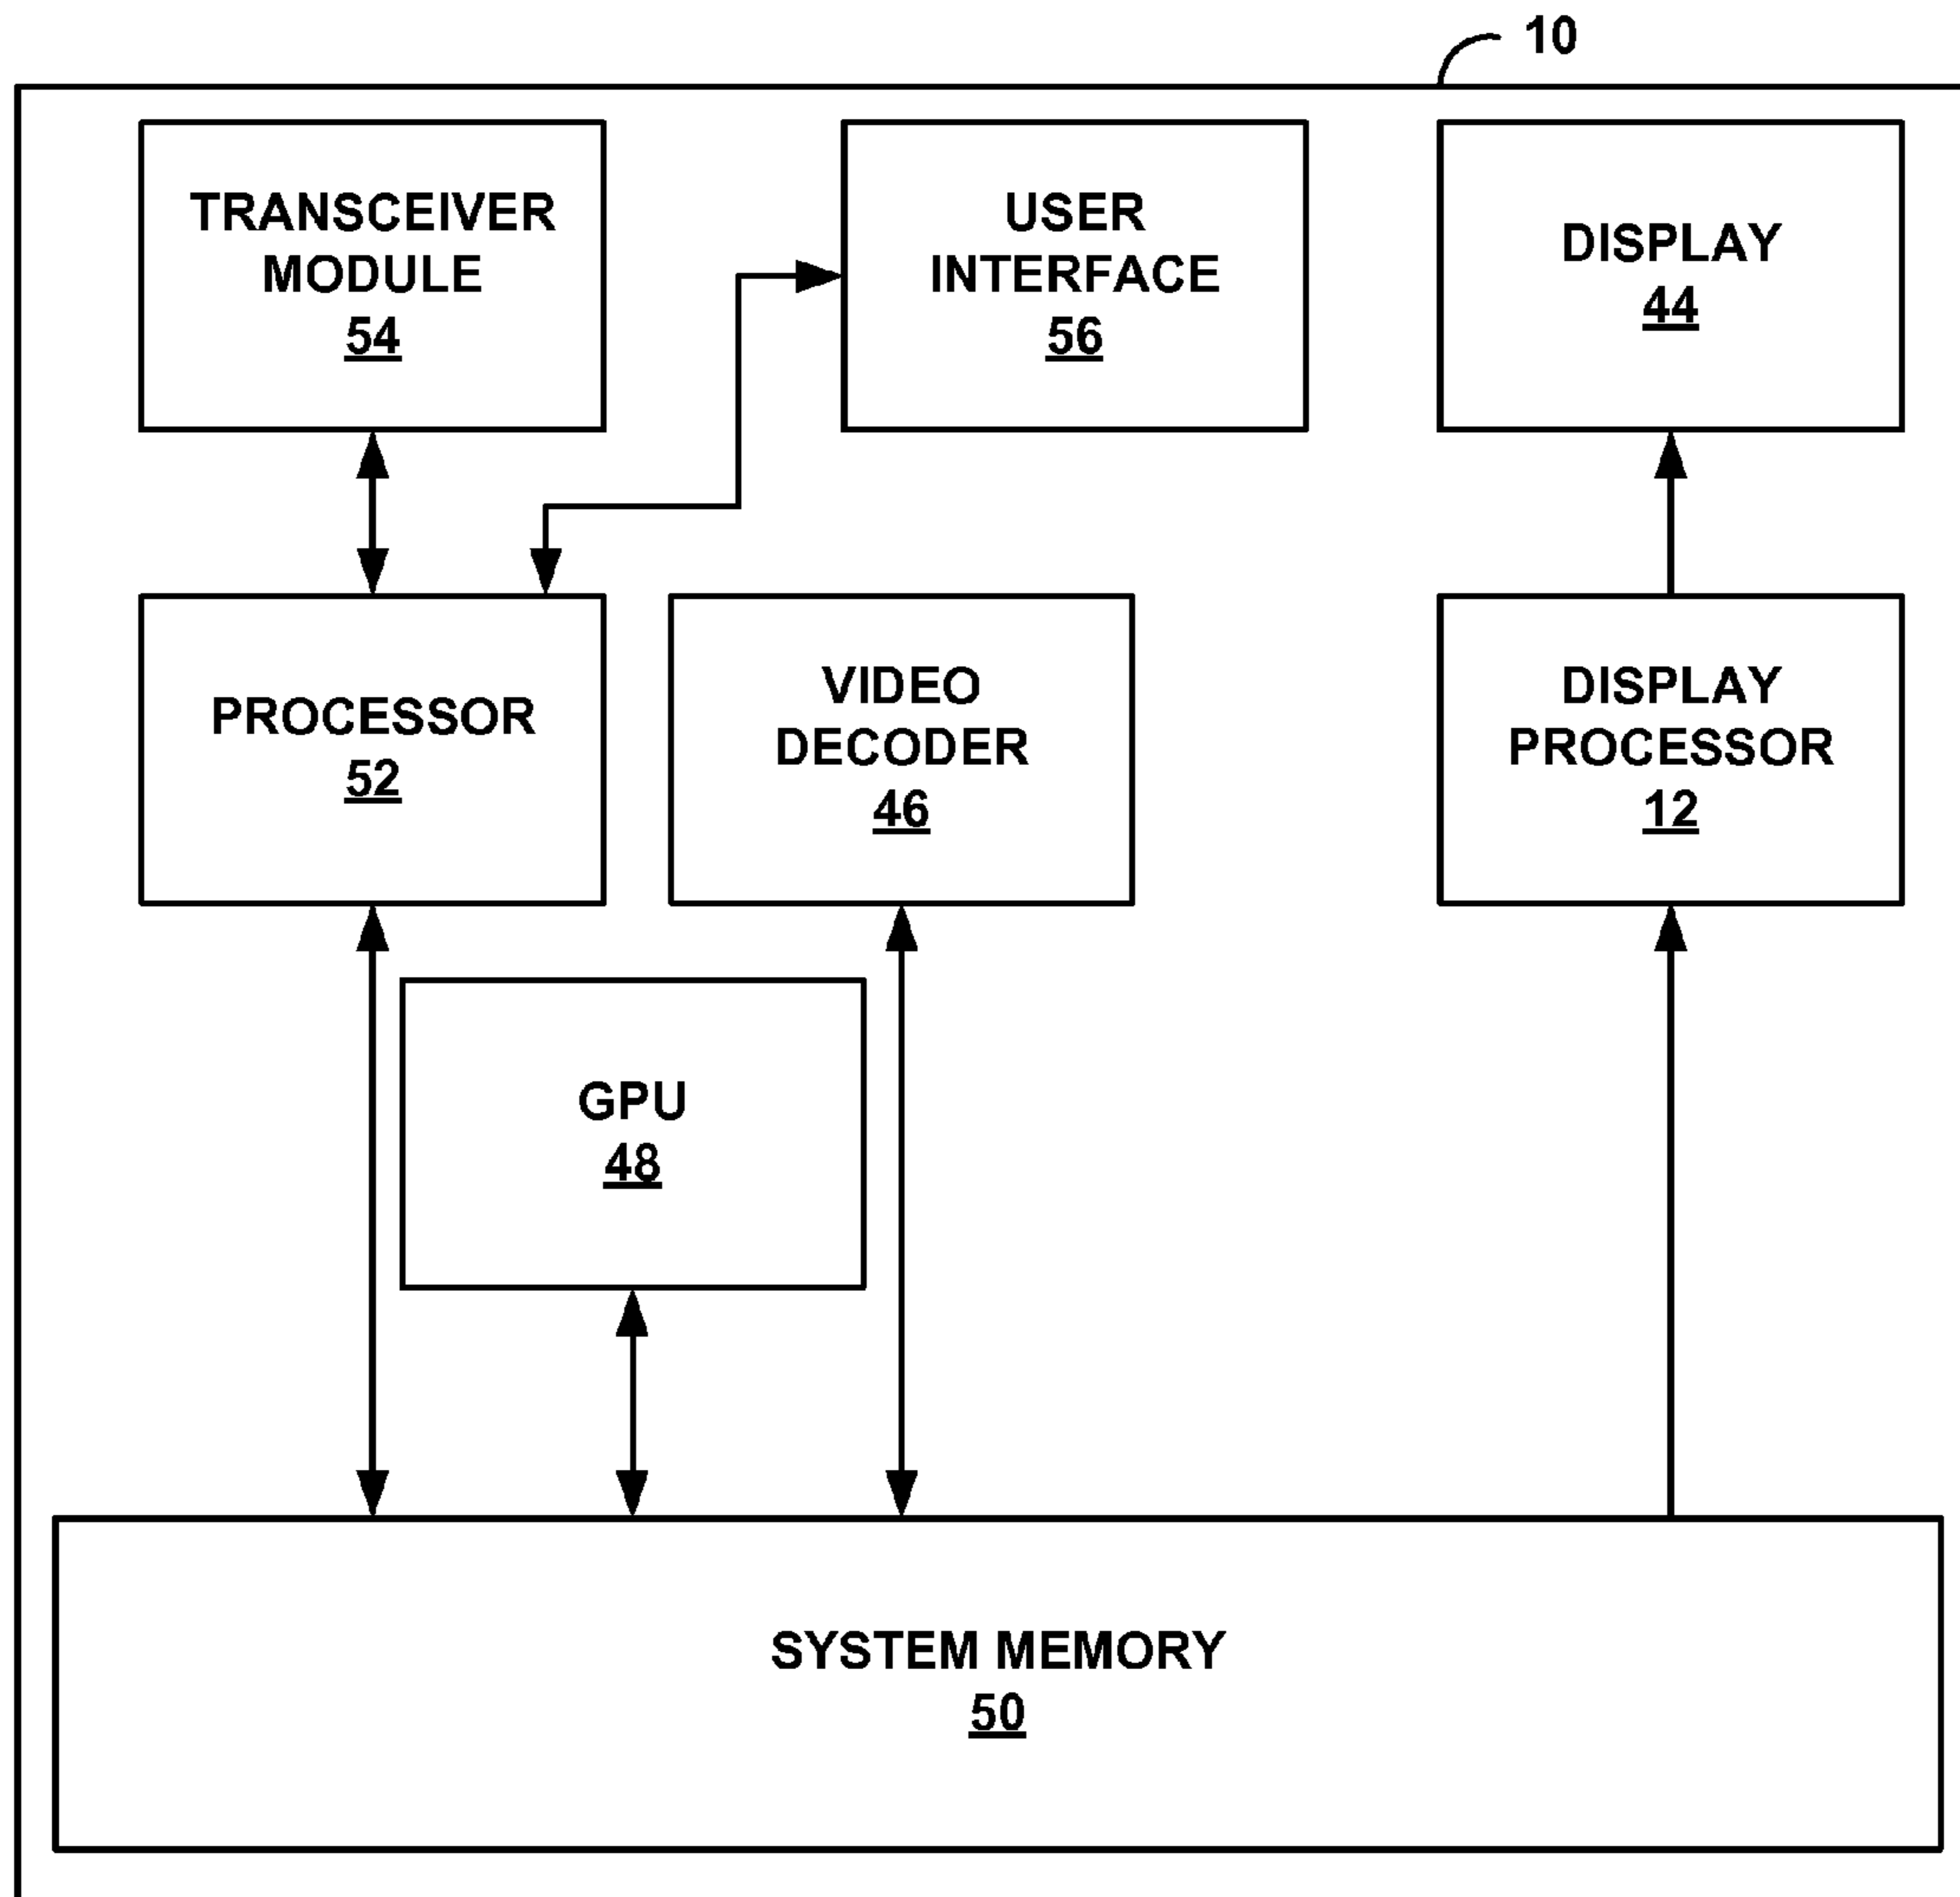 10
TRANSCEIVER
MODULE
54
USER
INTERFACE
56
DISPLAY
44
PROCESSOR
52
VIDEO
DECODER
46
DISPLAY
PROCESSOR
12
GPU
48
SYSTEM MEMORY
50